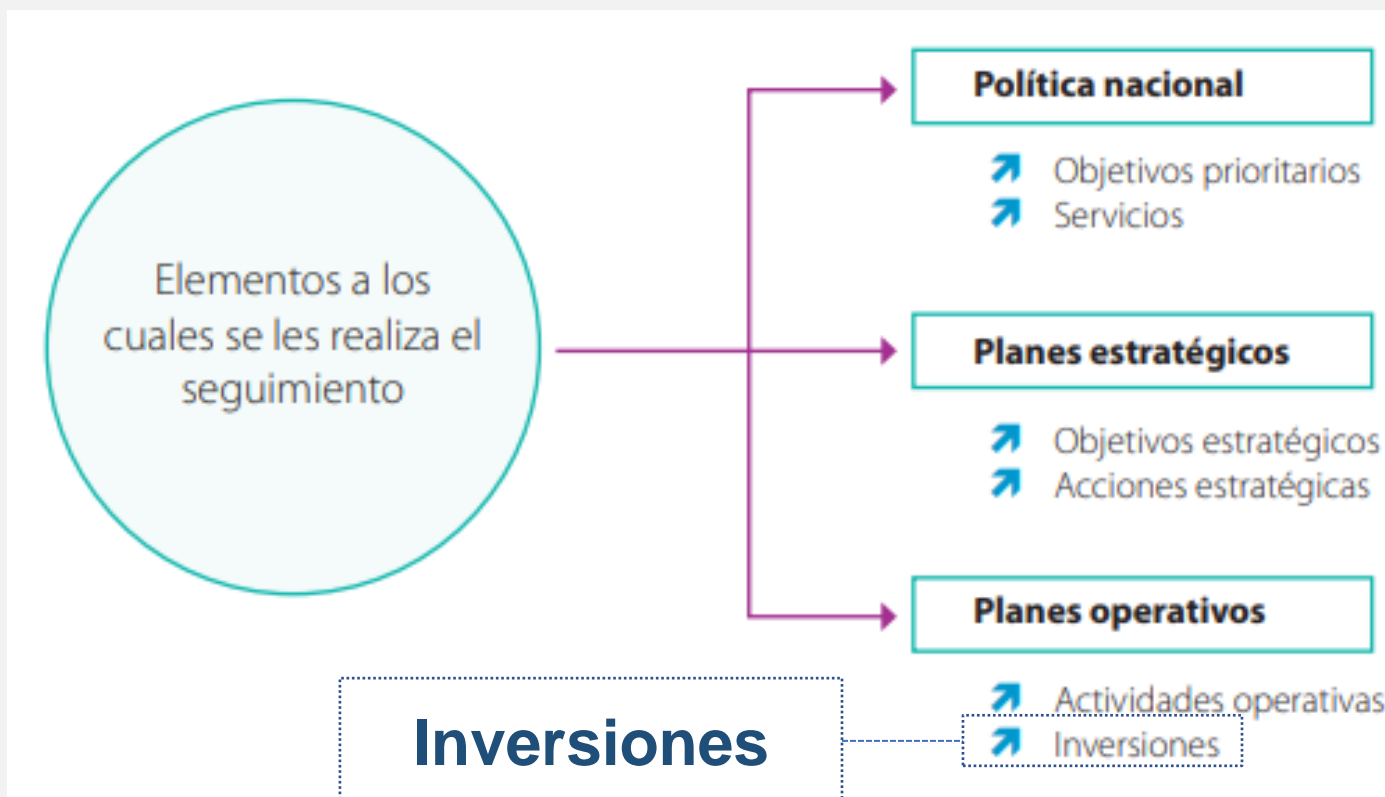 Elementos a los
cuales se les realiza el
seguimiento
Política nacional
Objetivos prioritarios
Servicios
Planes estratégicos
Objetivos estratégicos
Acciones estratégicas
Planes operativos
Actividades operativas
Inversiones
Inversiones